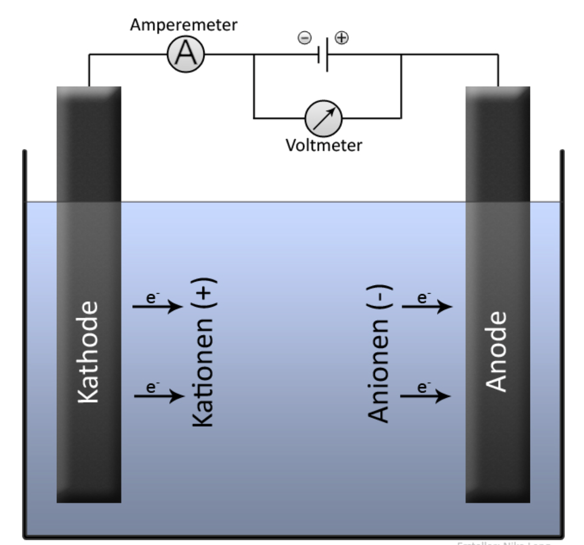 Amperemeter
A
⊖ ⊕
Voltmeter
Kathode
e⁻
e⁻
Kationen (+)
Anionen (-)
e⁻
e⁻
Anode